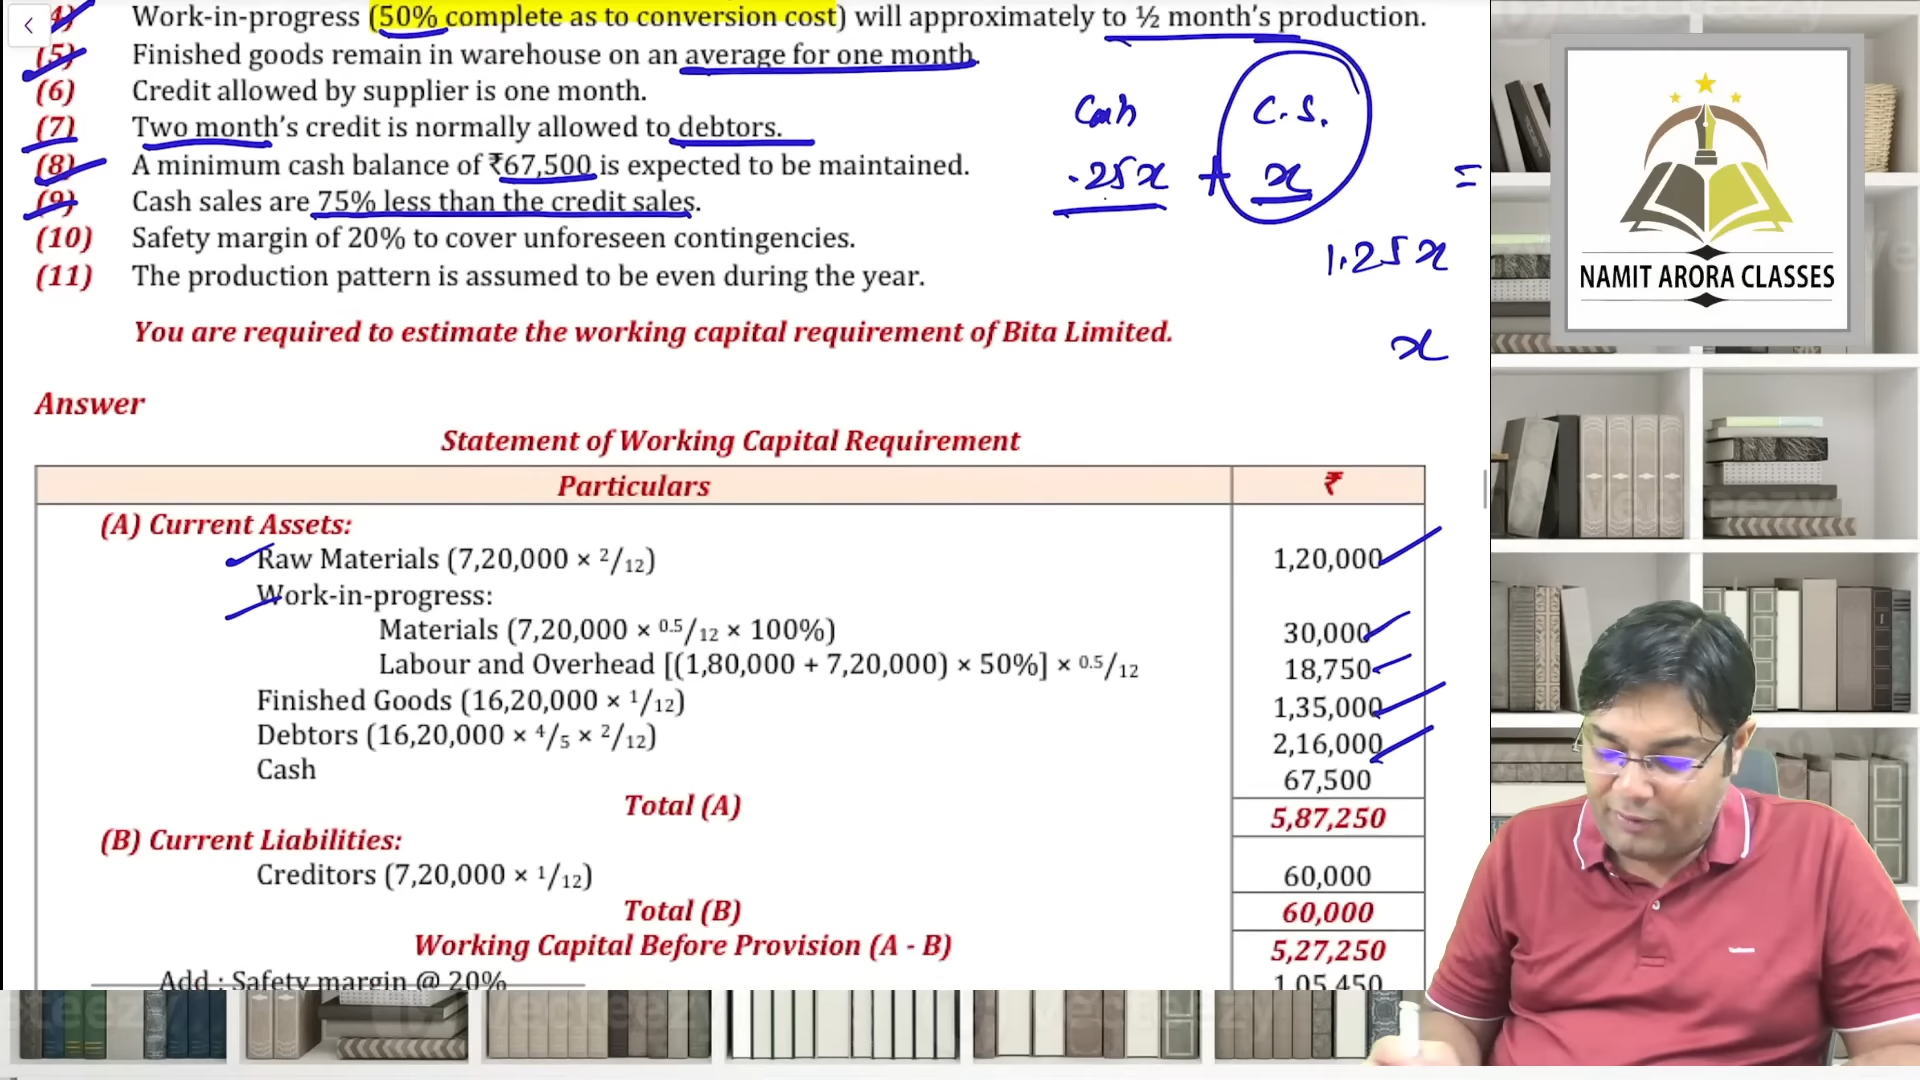 (4) Work-in-progress (50% complete as to conversion cost) will approximately to ½ month's production.
(5) Finished goods remain in warehouse on an average for one month.
(6) Credit allowed by supplier is one month.
(7) Two month's credit is normally allowed to debtors.
(8) A minimum cash balance of ₹67,500 is expected to be maintained.
(9) Cash sales are 75% less than the credit sales.
(10) Safety margin of 20% to cover unforeseen contingencies.
(11) The production pattern is assumed to be even during the year.
Cash C.S.
.25x + x =
1.25x
x
NAMIT ARORA CLASSES
You are required to estimate the working capital requirement of Bita Limited.
Answer
Statement of Working Capital Requirement
Particulars ₹
(A) Current Assets:
Raw Materials (7,20,000 × 2/12) 1,20,000
Work-in-progress:
Materials (7,20,000 × 0.5/12 × 100%) 30,000
Labour and Overhead [(1,80,000 + 7,20,000) × 50%] × 0.5/12 18,750
Finished Goods (16,20,000 × 1/12) 1,35,000
Debtors (16,20,000 × 4/5 × 2/12) 2,16,000
Cash 67,500
Total (A) 5,87,250
(B) Current Liabilities:
Creditors (7,20,000 × 1/12) 60,000
Total (B) 60,000
Working Capital Before Provision (A - B) 5,27,250
Add : Safety margin @ 20% 1,05,450